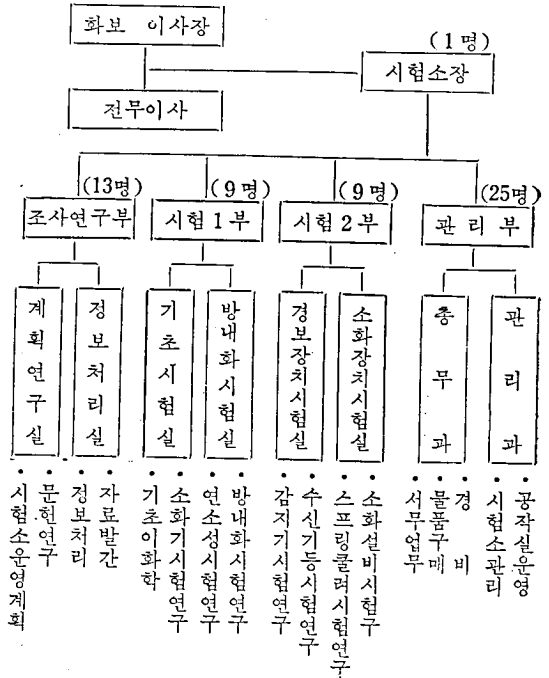 화보 이사장
(1명)
시험소장
전무이사
(13명)
(9명)
(9명)
(25명)
조사연구부
시험1부
시험2부
관리부
계획연구실
정보처리실
기초시험실
방내화시험실
경보장치시험실
소화장치시험실
총무과
관리과
• 시험소운영계획
• 문헌연구
• 정보처리
• 자료발간
• 기초이화학
• 소화기시험연구
• 연소성시험연구
• 방내화시험연구
• 감지기시험연구
• 수신기등시험연구
• 스프링쿨러시험연구
• 소화설비시험구
• 서무업무
• 물품구매
• 경비
• 시험소관리
• 공작실운영